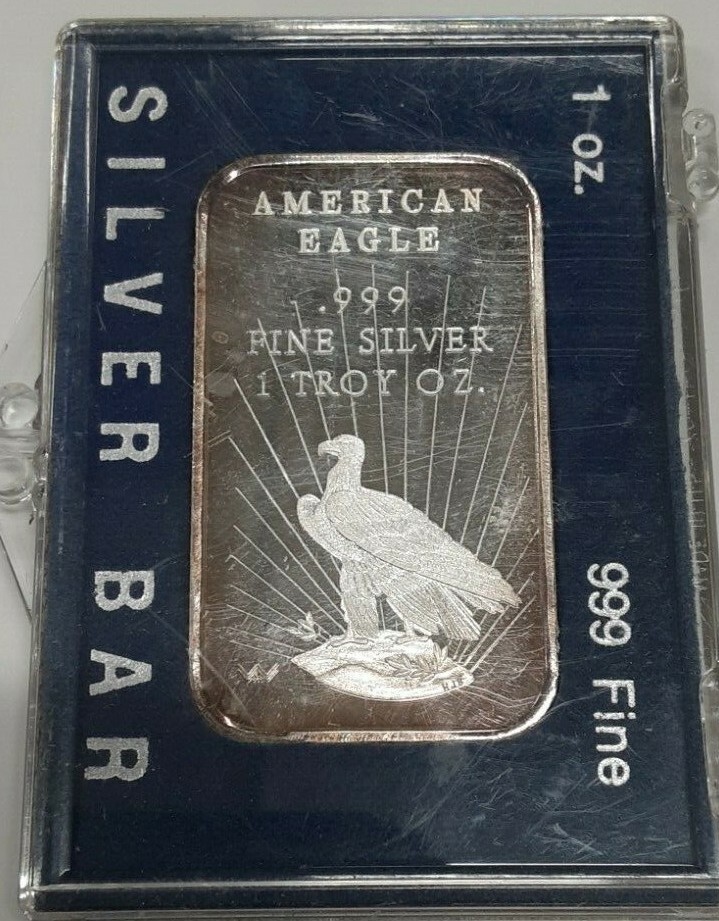 SILVER BAR
1 oz.
999 Fine
AMERICAN
EAGLE
.999
FINE SILVER
1 TROY OZ.